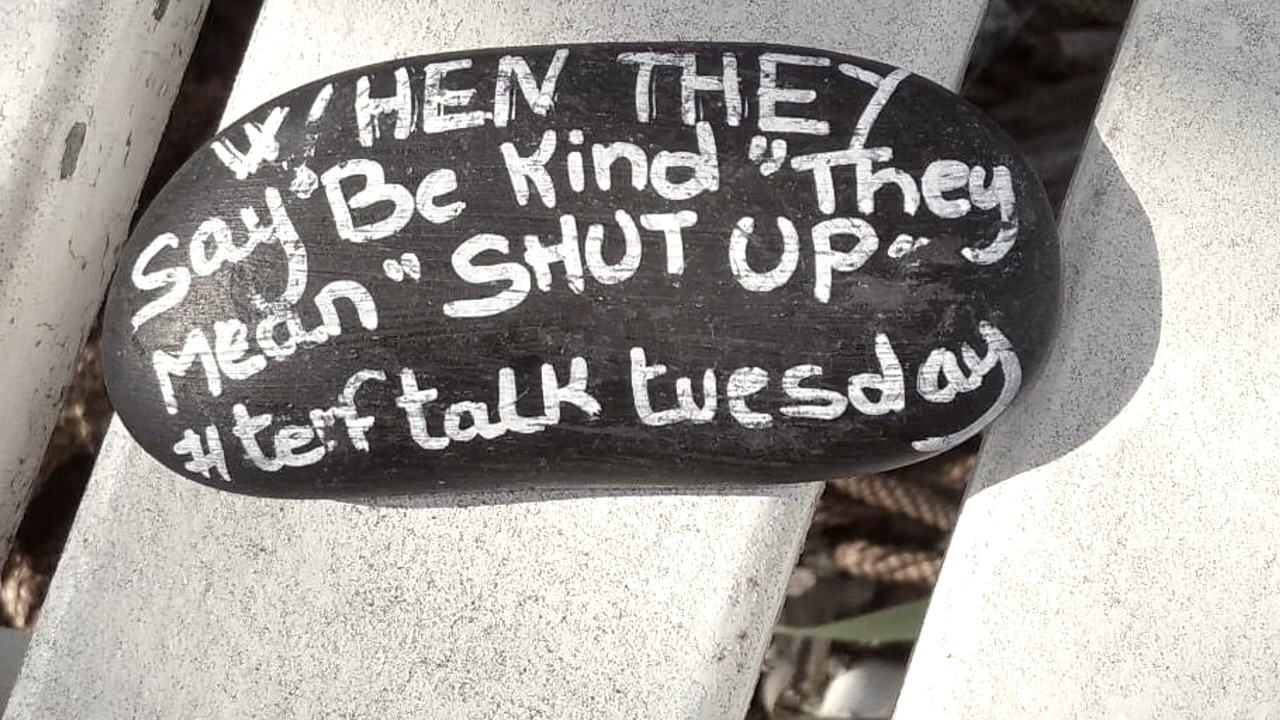 WHEN THEY
say "Be Kind" They
Mean "SHUT UP"
#terf talk tuesday